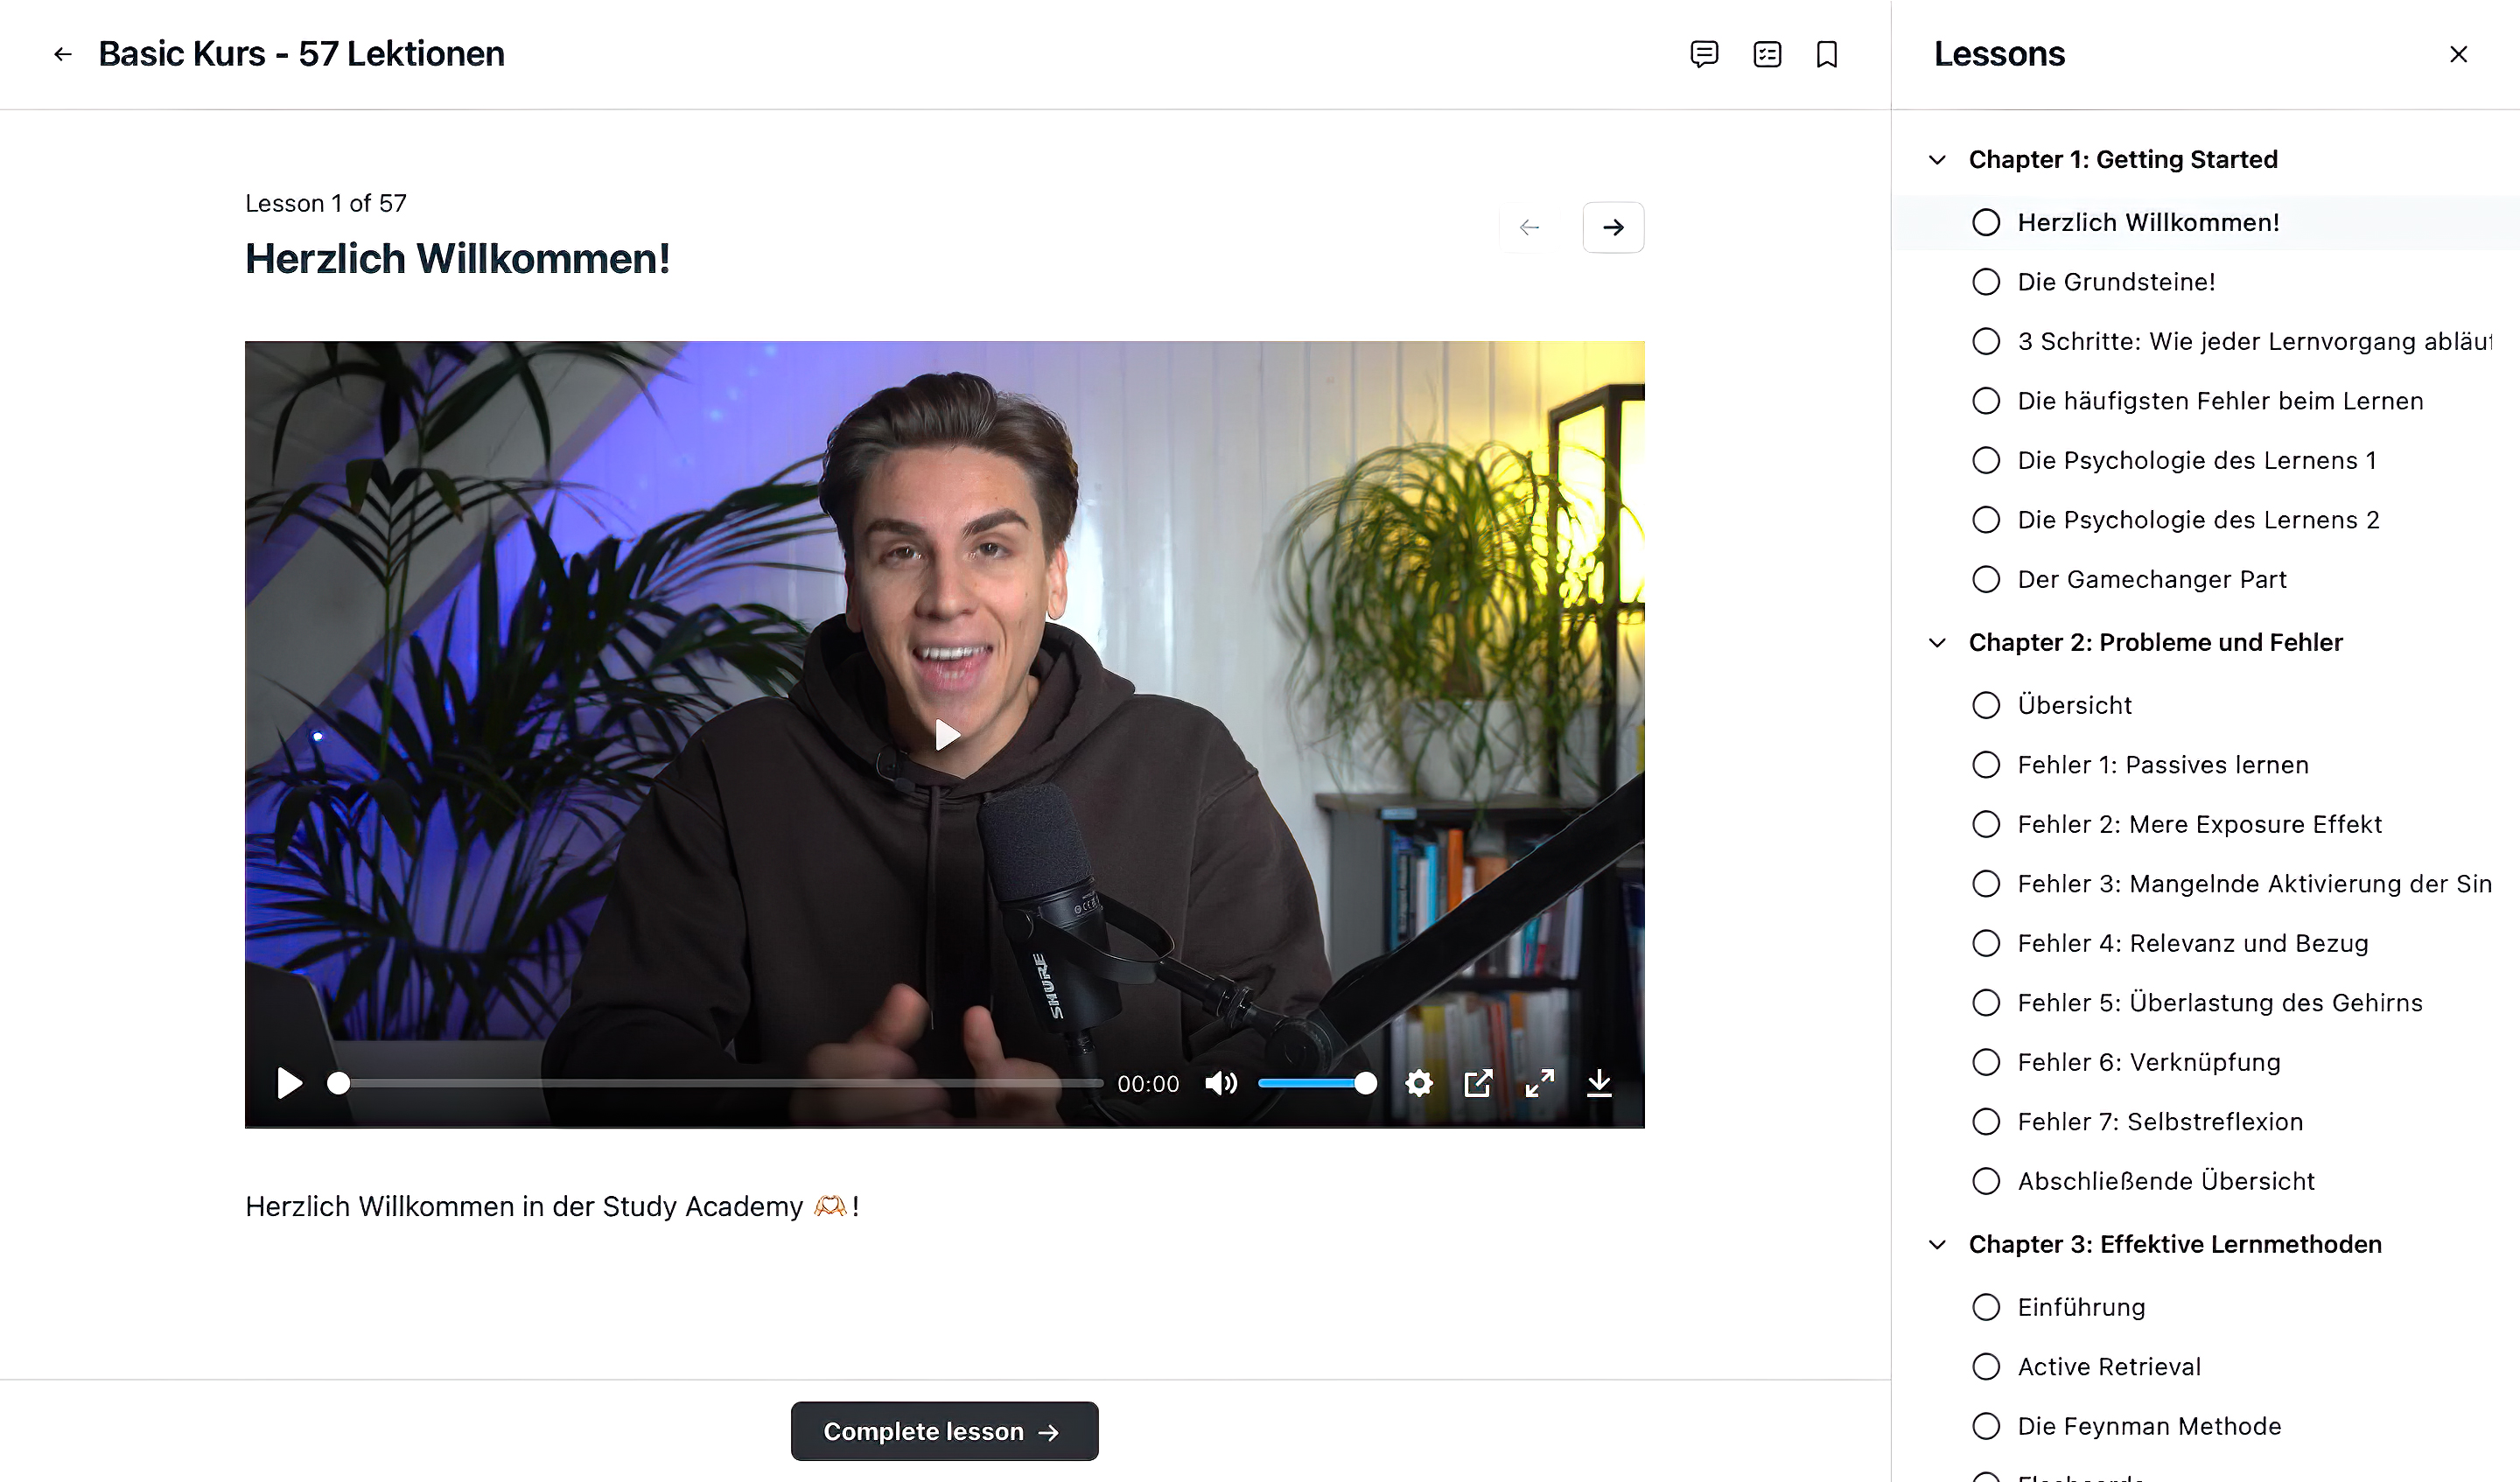 Basic Kurs - 57 Lektionen
Lesson 1 of 57
Herzlich Willkommen!
SHURE
00:00
Herzlich Willkommen in der Study Academy 🫶🏻!
Complete lesson →
Lessons
Chapter 1: Getting Started
Herzlich Willkommen!
Die Grundsteine!
3 Schritte: Wie jeder Lernvorgang abläuf
Die häufigsten Fehler beim Lernen
Die Psychologie des Lernens 1
Die Psychologie des Lernens 2
Der Gamechanger Part
Chapter 2: Probleme und Fehler
Übersicht
Fehler 1: Passives lernen
Fehler 2: Mere Exposure Effekt
Fehler 3: Mangelnde Aktivierung der Sin
Fehler 4: Relevanz und Bezug
Fehler 5: Überlastung des Gehirns
Fehler 6: Verknüpfung
Fehler 7: Selbstreflexion
Abschließende Übersicht
Chapter 3: Effektive Lernmethoden
Einführung
Active Retrieval
Die Feynman Methode